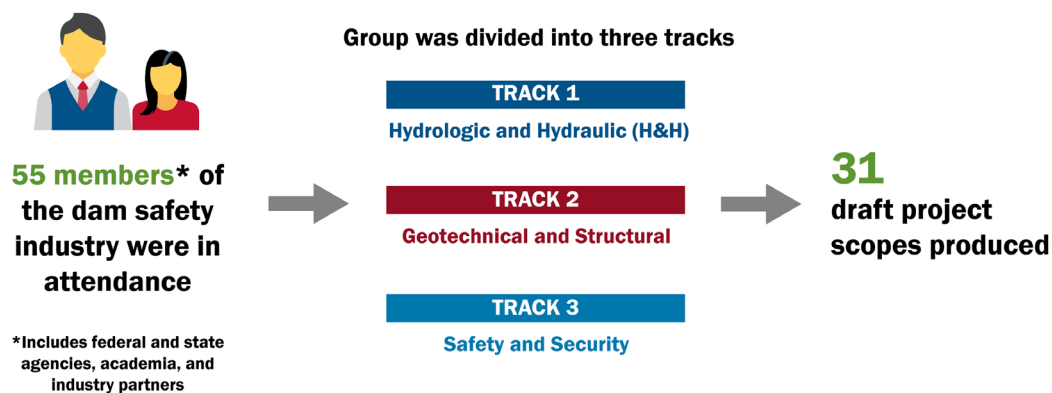 55 members* of
the dam safety
industry were in
attendance
*Includes federal and state
agencies, academia, and
industry partners
Group was divided into three tracks
TRACK 1
Hydrologic and Hydraulic (H&H)
TRACK 2
Geotechnical and Structural
TRACK 3
Safety and Security
31
draft project
scopes produced